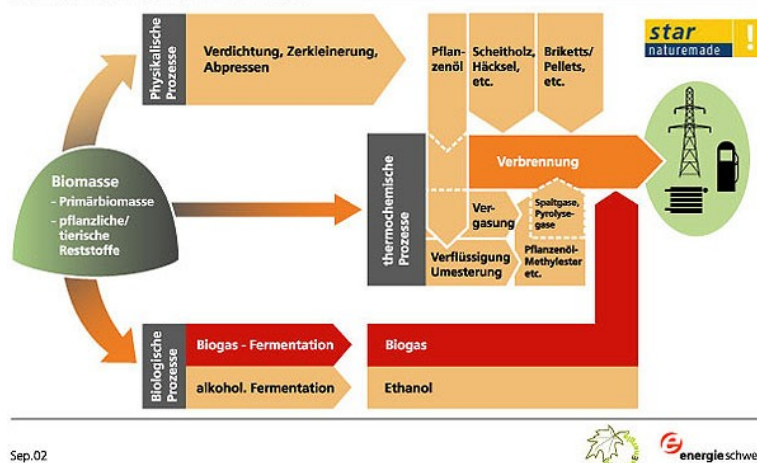 Physikalische
Prozesse
Verdichtung, Zerkleinerung,
Abpressen
Pflan-
zenöl
Scheitholz,
Häcksel,
etc.
Briketts/
Pellets,
etc.
star
naturemade
!
Biomasse
- Primärbiomasse
- pflanzliche/
tierische
Reststoffe
thermochemische
Prozesse
Verbrennung
Ver-
gasung
Spaltgase,
Pyrolyse-
gase
Verflüssigung
Umesterung
Pflanzenöl-
Methylester
etc.
Biologische
Prozesse
Biogas - Fermentation
Biogas
alkohol. Fermentation
Ethanol
Sep.02
energieschwe